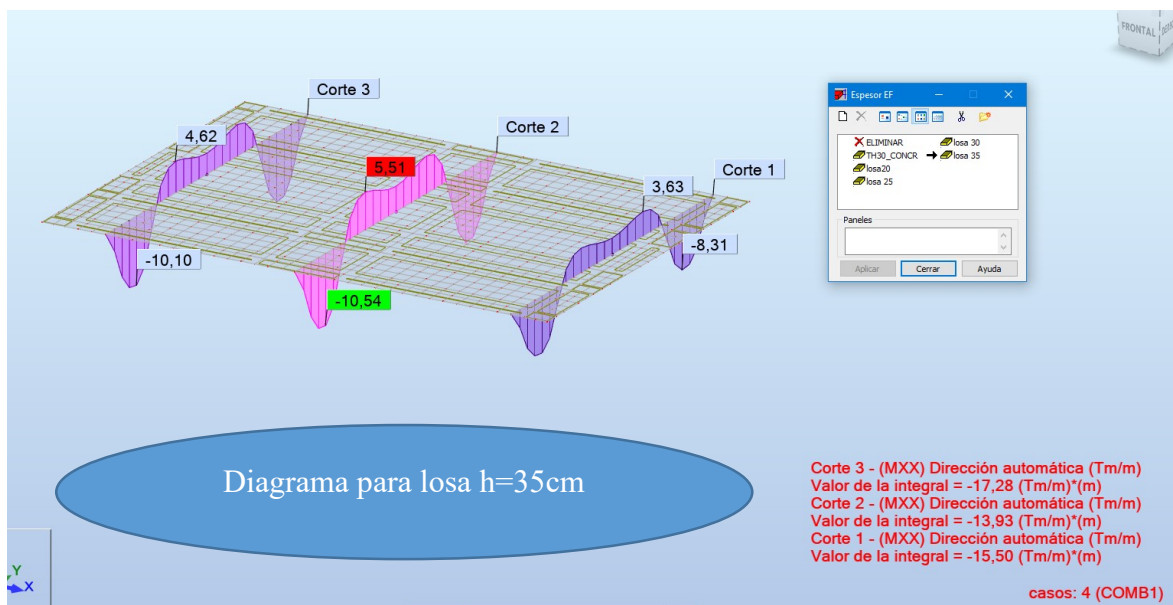 FRONTAL
Corte 3
Corte 2
Corte 1
4,62
5,51
3,63
-10,10
-10,54
-8,31
Espesor EF
ELIMINAR
losa 30
TH30_CONCR
losa 35
losa20
losa 25
Paneles
Aplicar
Cerrar
Ayuda
Diagrama para losa h=35cm
Corte 3 - (MXX) Dirección automática (Tm/m)
Valor de la integral = -17,28 (Tm/m)*(m)
Corte 2 - (MXX) Dirección automática (Tm/m)
Valor de la integral = -13,93 (Tm/m)*(m)
Corte 1 - (MXX) Dirección automática (Tm/m)
Valor de la integral = -15,50 (Tm/m)*(m)
casos: 4 (COMB1)
Y
X